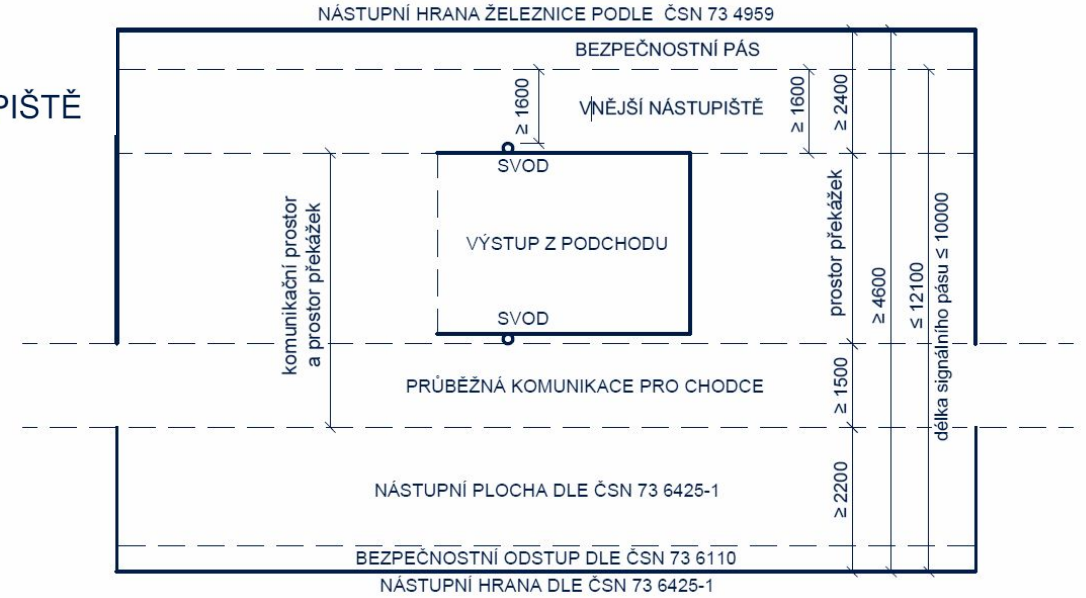 NÁSTUPNÍ HRANA ŽELEZNICE PODLE ČSN 73 4959
BEZPEČNOSTNÍ PÁS
PIŠTĚ
≥ 1600
VNĚJŠÍ NÁSTUPIŠTĚ
≥ 1600
≥ 2400
SVOD
VÝSTUP Z PODCHODU
SVOD
komunikační prostor
a prostor překážek
prostor překážek
≥ 4600
≤ 12100
délka signálního pásu ≤ 10000
PRŮBĚŽNÁ KOMUNIKACE PRO CHODCE
≥ 1500
NÁSTUPNÍ PLOCHA DLE ČSN 73 6425-1
≥ 2200
BEZPEČNOSTNÍ ODSTUP DLE ČSN 73 6110
NÁSTUPNÍ HRANA DLE ČSN 73 6425-1